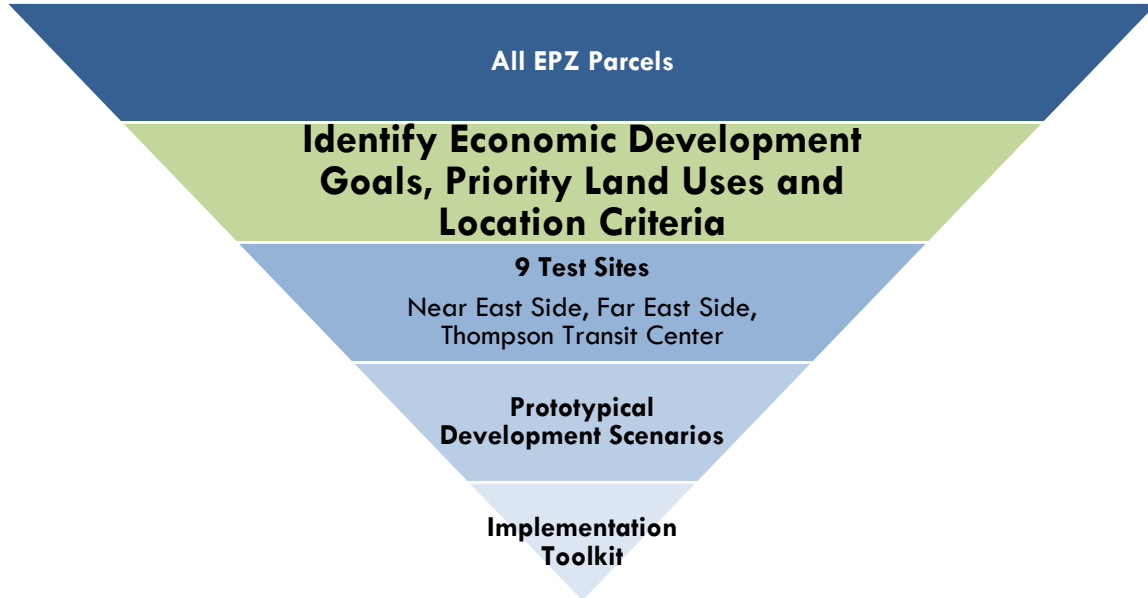 All EPZ Parcels
Identify Economic Development
Goals, Priority Land Uses and
Location Criteria
9 Test Sites
Near East Side, Far East Side,
Thompson Transit Center
Prototypical
Development Scenarios
Implementation
Toolkit